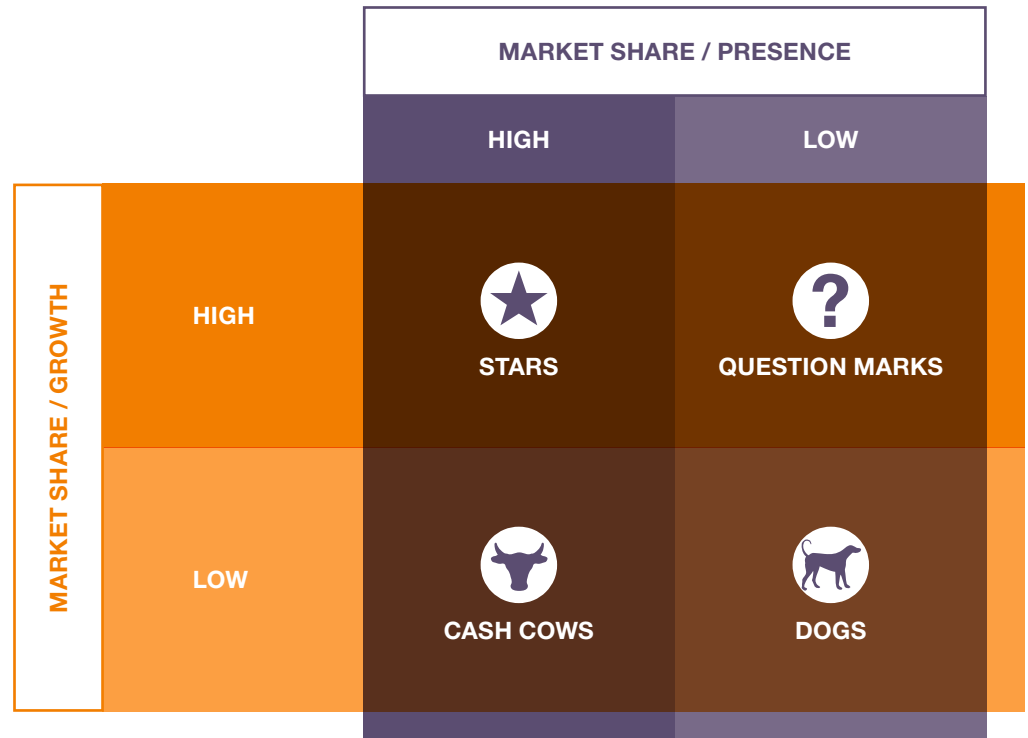 MARKET SHARE / PRESENCE
HIGH
LOW
MARKET SHARE / GROWTH
HIGH
?
STARS
QUESTION MARKS
LOW
CASH COWS
DOGS